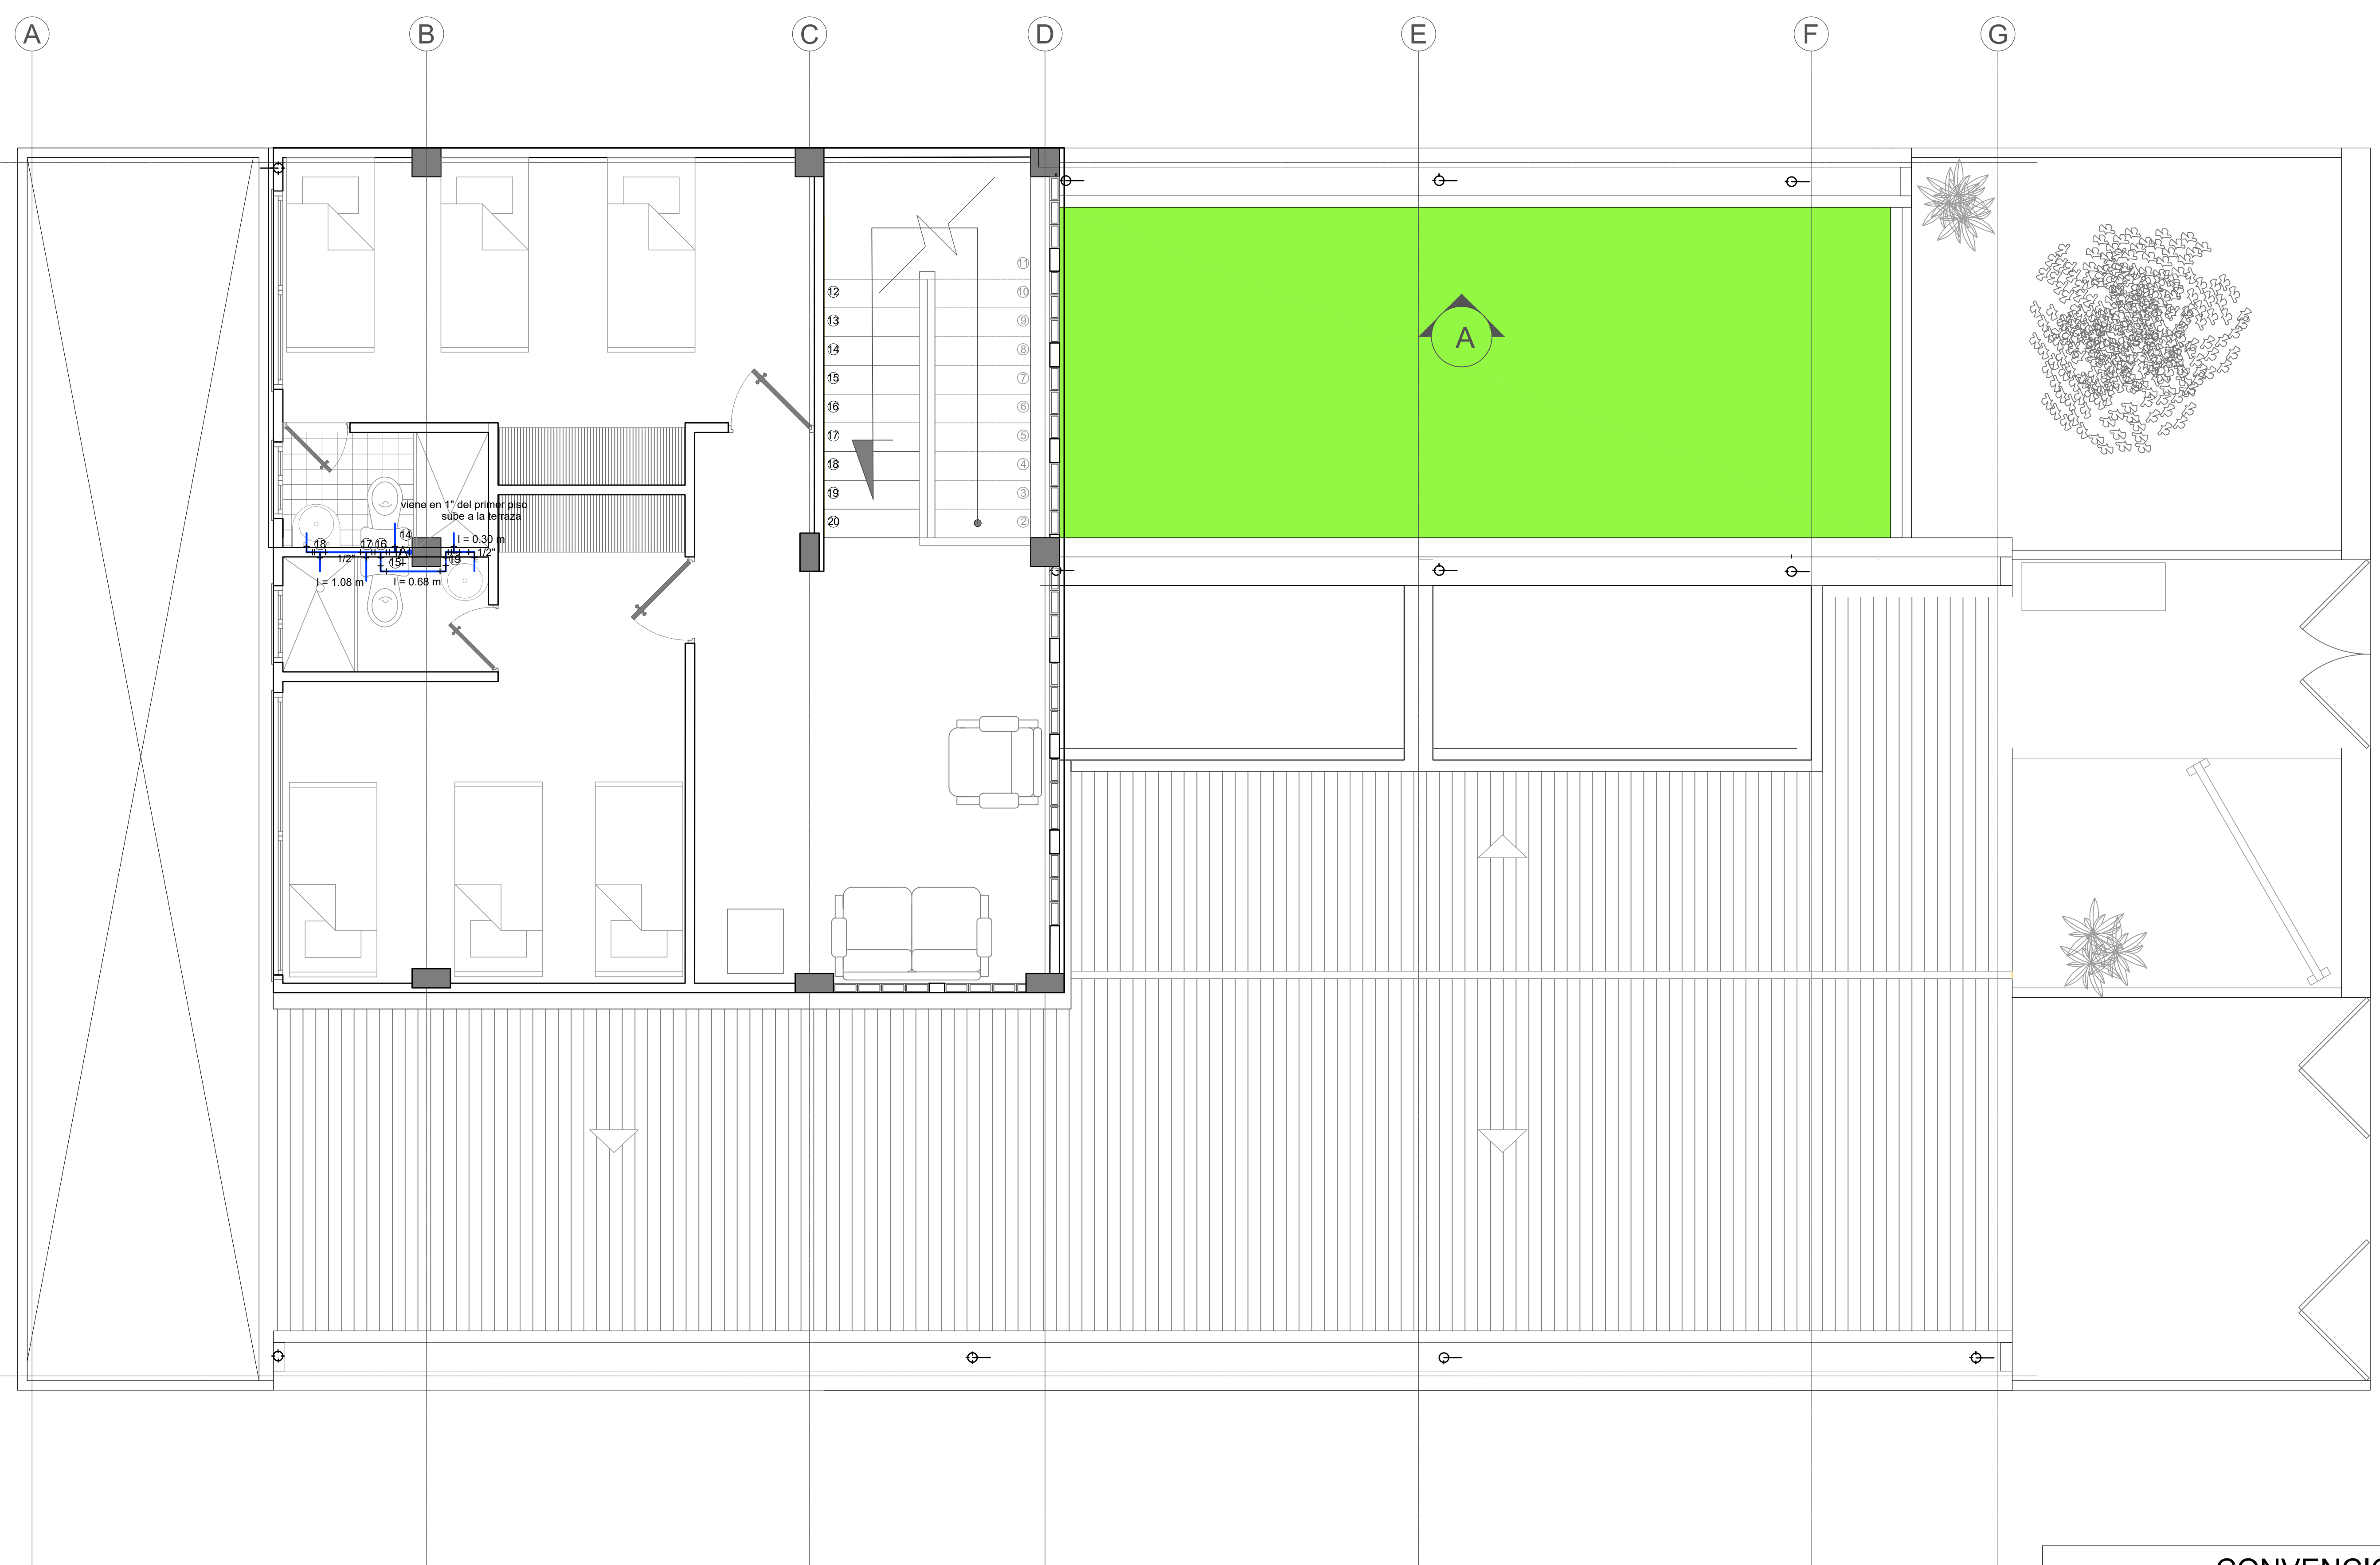 A B C D E F G
11
12 10
13 9
14 8
A
15 7
16 6
17 5
18 4
19 3
20 2
viene en 1" del primer piso
sube a la terraza
14
l = 0.30 m
18 17 16
1/2"
1/2" 15 19
l = 1.08 m l = 0.68 m